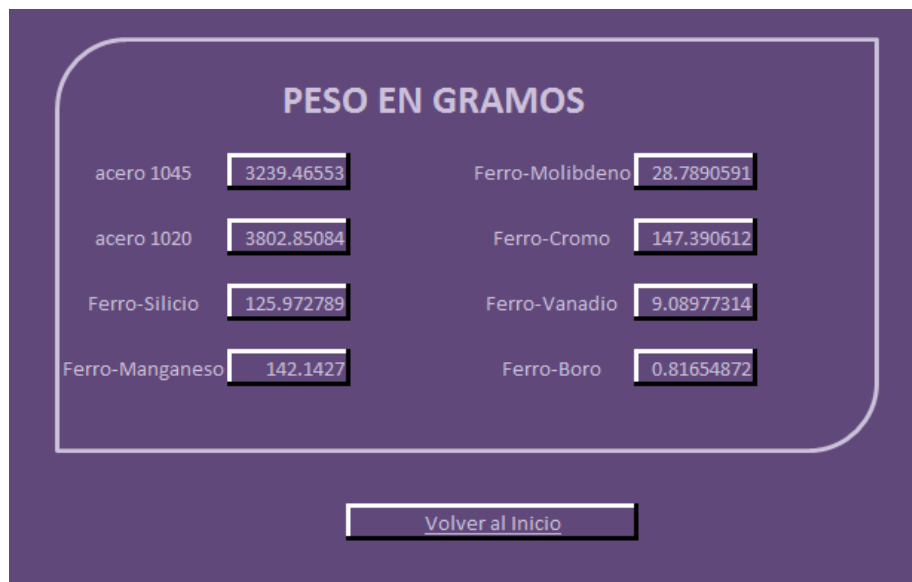 PESO EN GRAMOS
acero 1045 3239.46553 Ferro-Molibdeno 28.7890591
acero 1020 3802.85084 Ferro-Cromo 147.390612
Ferro-Silicio 125.972789 Ferro-Vanadio 9.08977314
Ferro-Manganeso 142.1427 Ferro-Boro 0.81654872
Volver al Inicio